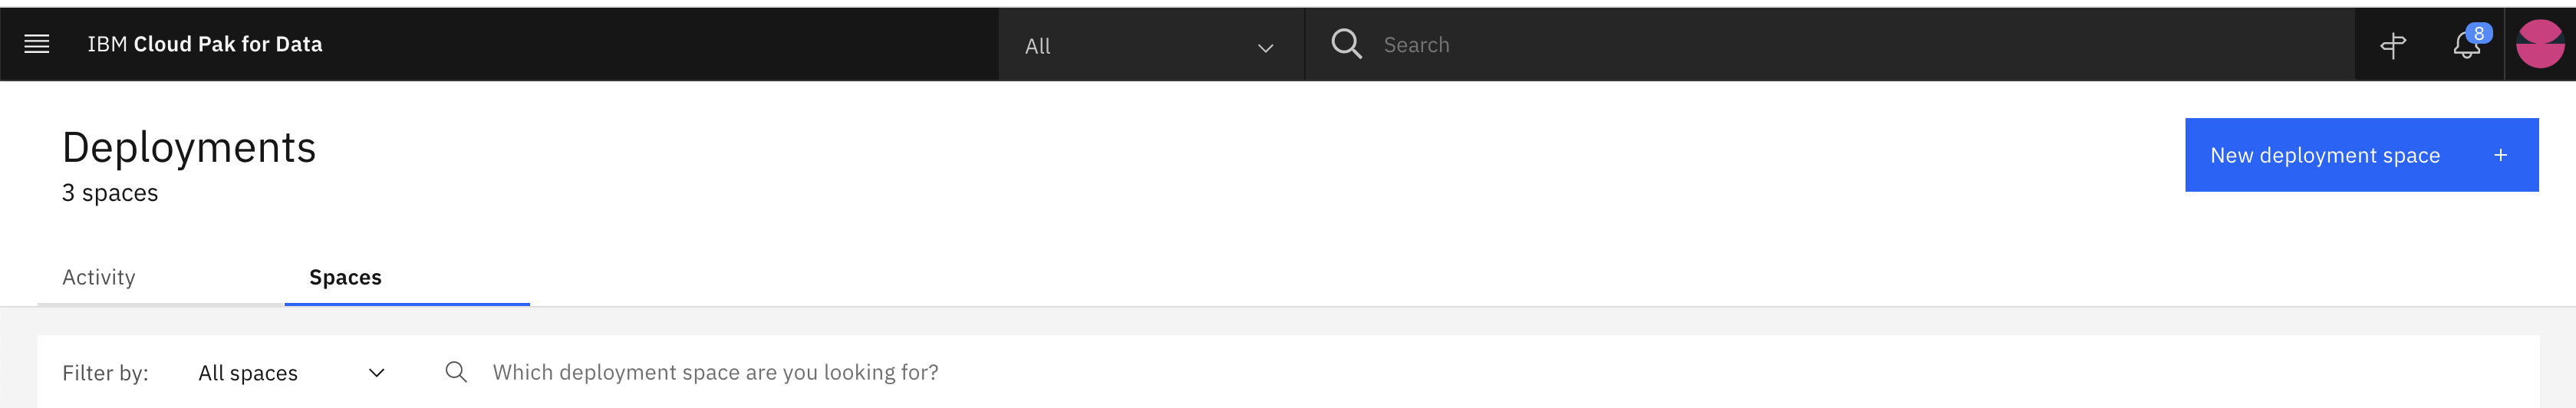 IBM Cloud Pak for Data
All
Search
8
Deployments
3 spaces
New deployment space +
Activity
Spaces
Filter by:
All spaces
Which deployment space are you looking for?